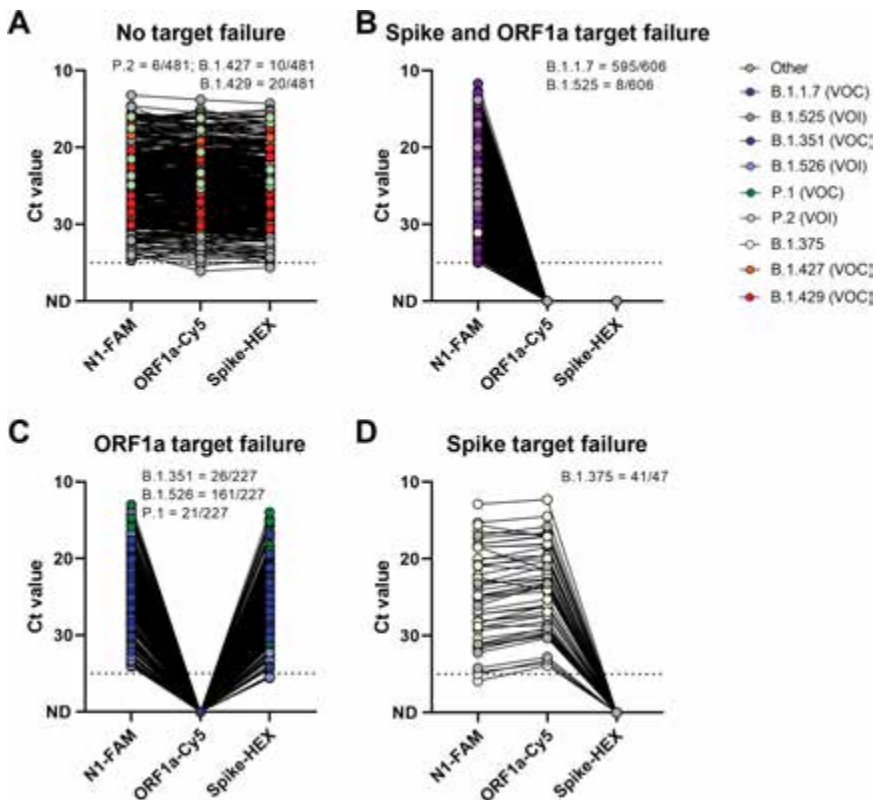 A
No target failure
P.2 = 6/481; B.1.427 = 10/481
B.1.429 = 20/481
Ct value
10
20
30
ND
N1-FAM
ORF1a-Cy5
Spike-HEX
B
Spike and ORF1a target failure
B.1.1.7 = 595/606
B.1.525 = 8/606
Ct value
10
20
30
ND
N1-FAM
ORF1a-Cy5
Spike-HEX
Other
B.1.1.7 (VOC)
B.1.525 (VOI)
B.1.351 (VOC)
B.1.526 (VOI)
P.1 (VOC)
P.2 (VOI)
B.1.375
B.1.427 (VOC)
B.1.429 (VOC)
C
ORF1a target failure
B.1.351 = 26/227
B.1.526 = 161/227
P.1 = 21/227
Ct value
10
20
30
ND
N1-FAM
ORF1a-Cy5
Spike-HEX
D
Spike target failure
B.1.375 = 41/47
Ct value
10
20
30
ND
N1-FAM
ORF1a-Cy5
Spike-HEX